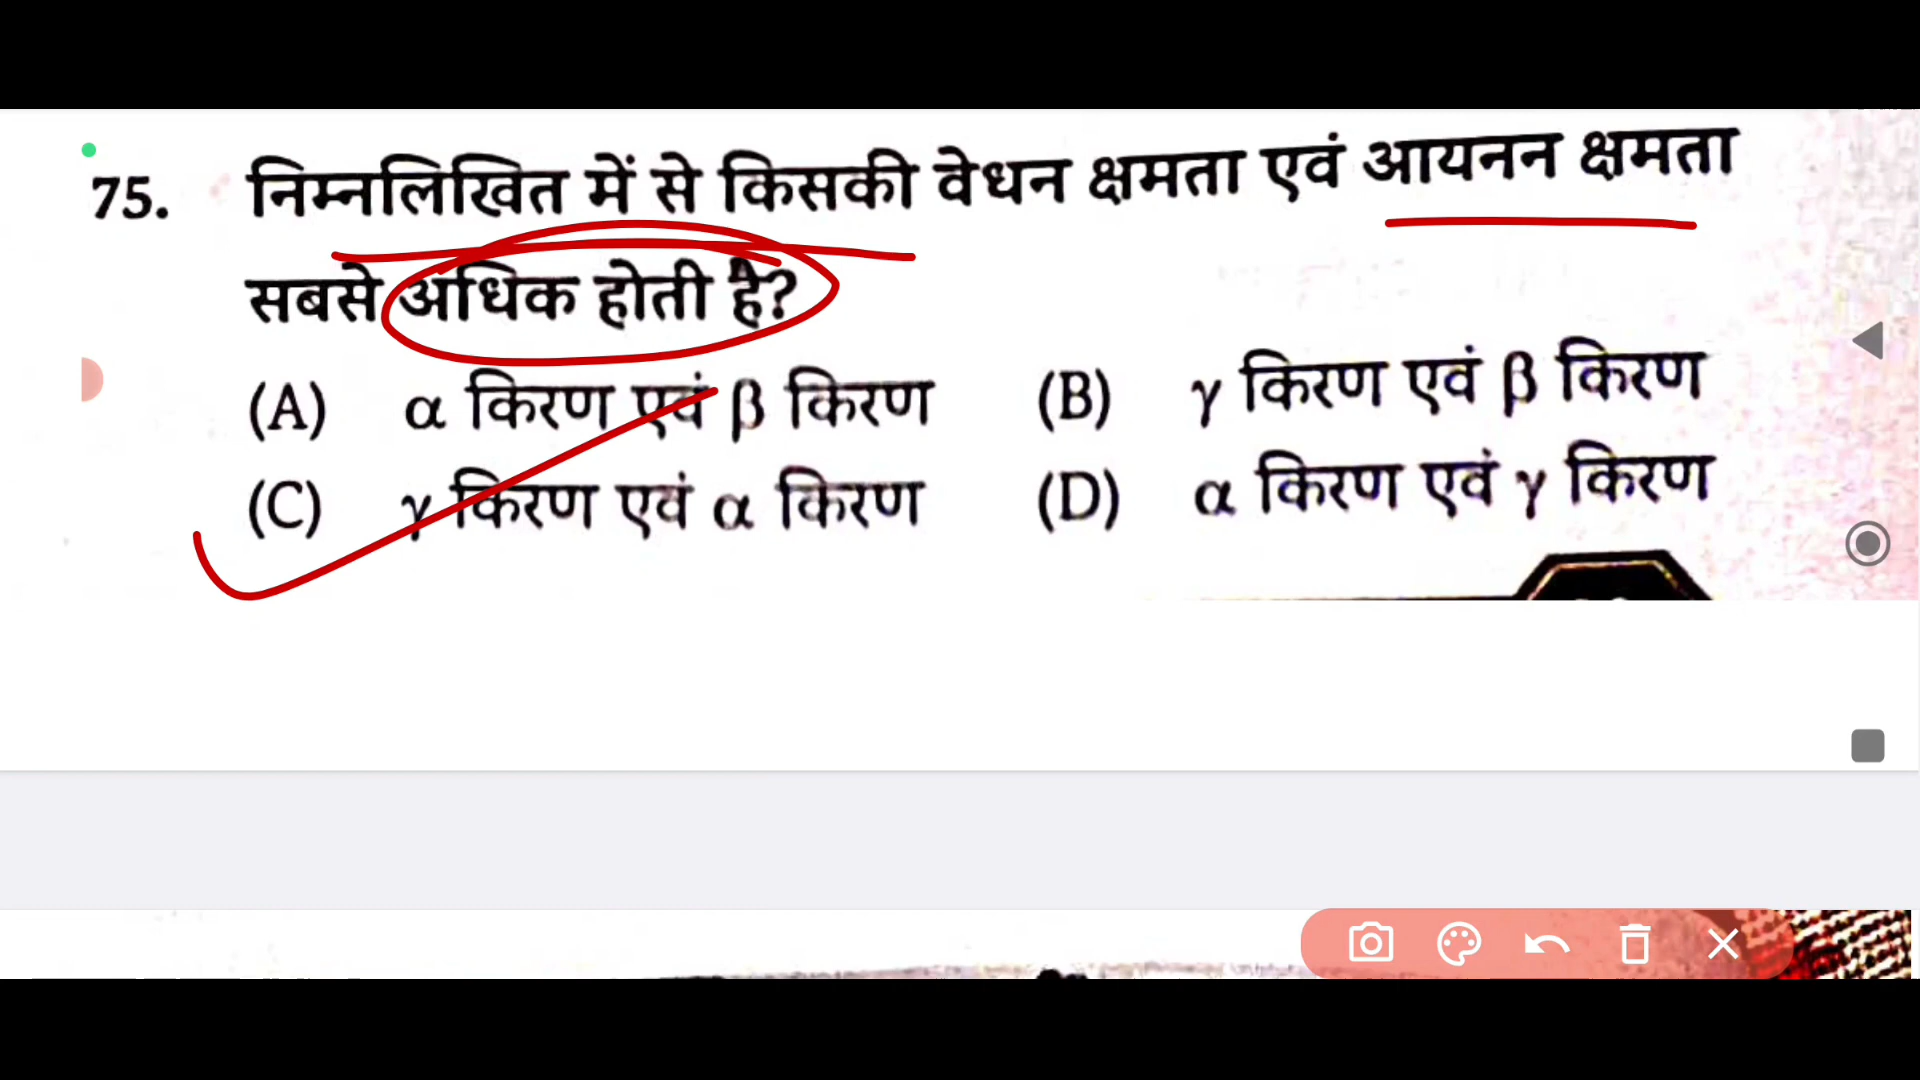 75. निम्नलिखित में से किसकी वेधन क्षमता एवं आयनन क्षमता
सबसे अधिक होती है?
(A) α किरण एवं β किरण (B) γ किरण एवं β किरण
(C) γ किरण एवं α किरण (D) α किरण एवं γ किरण